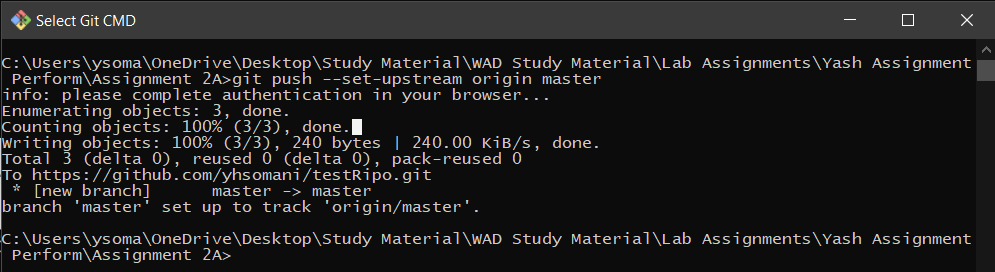 Select Git CMD
C:\Users\ysoma\OneDrive\Desktop\Study Material\WAD Study Material\Lab Assignments\Yash Assignment
 Perform\Assignment 2A>git push --set-upstream origin master
info: please complete authentication in your browser...
Enumerating objects: 3, done.
Counting objects: 100% (3/3), done.
Writing objects: 100% (3/3), 240 bytes | 240.00 KiB/s, done.
Total 3 (delta 0), reused 0 (delta 0), pack-reused 0
To https://github.com/yhsomani/testRipo.git
 * [new branch]      master -> master
branch 'master' set up to track 'origin/master'.
C:\Users\ysoma\OneDrive\Desktop\Study Material\WAD Study Material\Lab Assignments\Yash Assignment
 Perform\Assignment 2A>